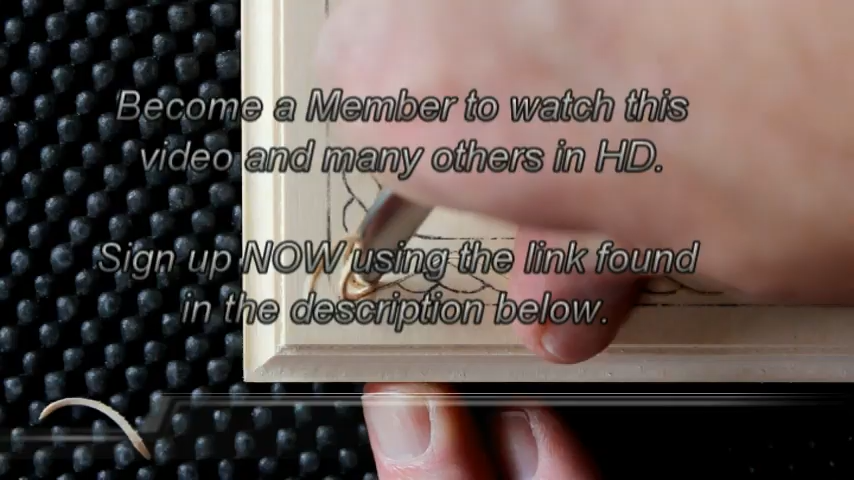 Become a Member to watch this
video and many others in HD.
Sign up NOW using the link found
in the description below.